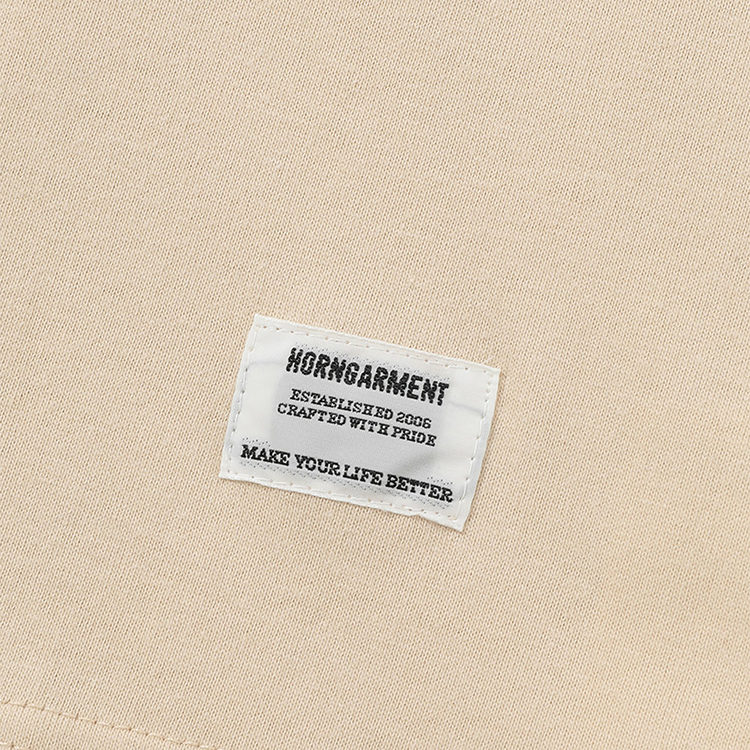 HORNGARMENT
ESTABLISHED 2006
CRAFTED WITH PRIDE
MAKE YOUR LIFE BETTER